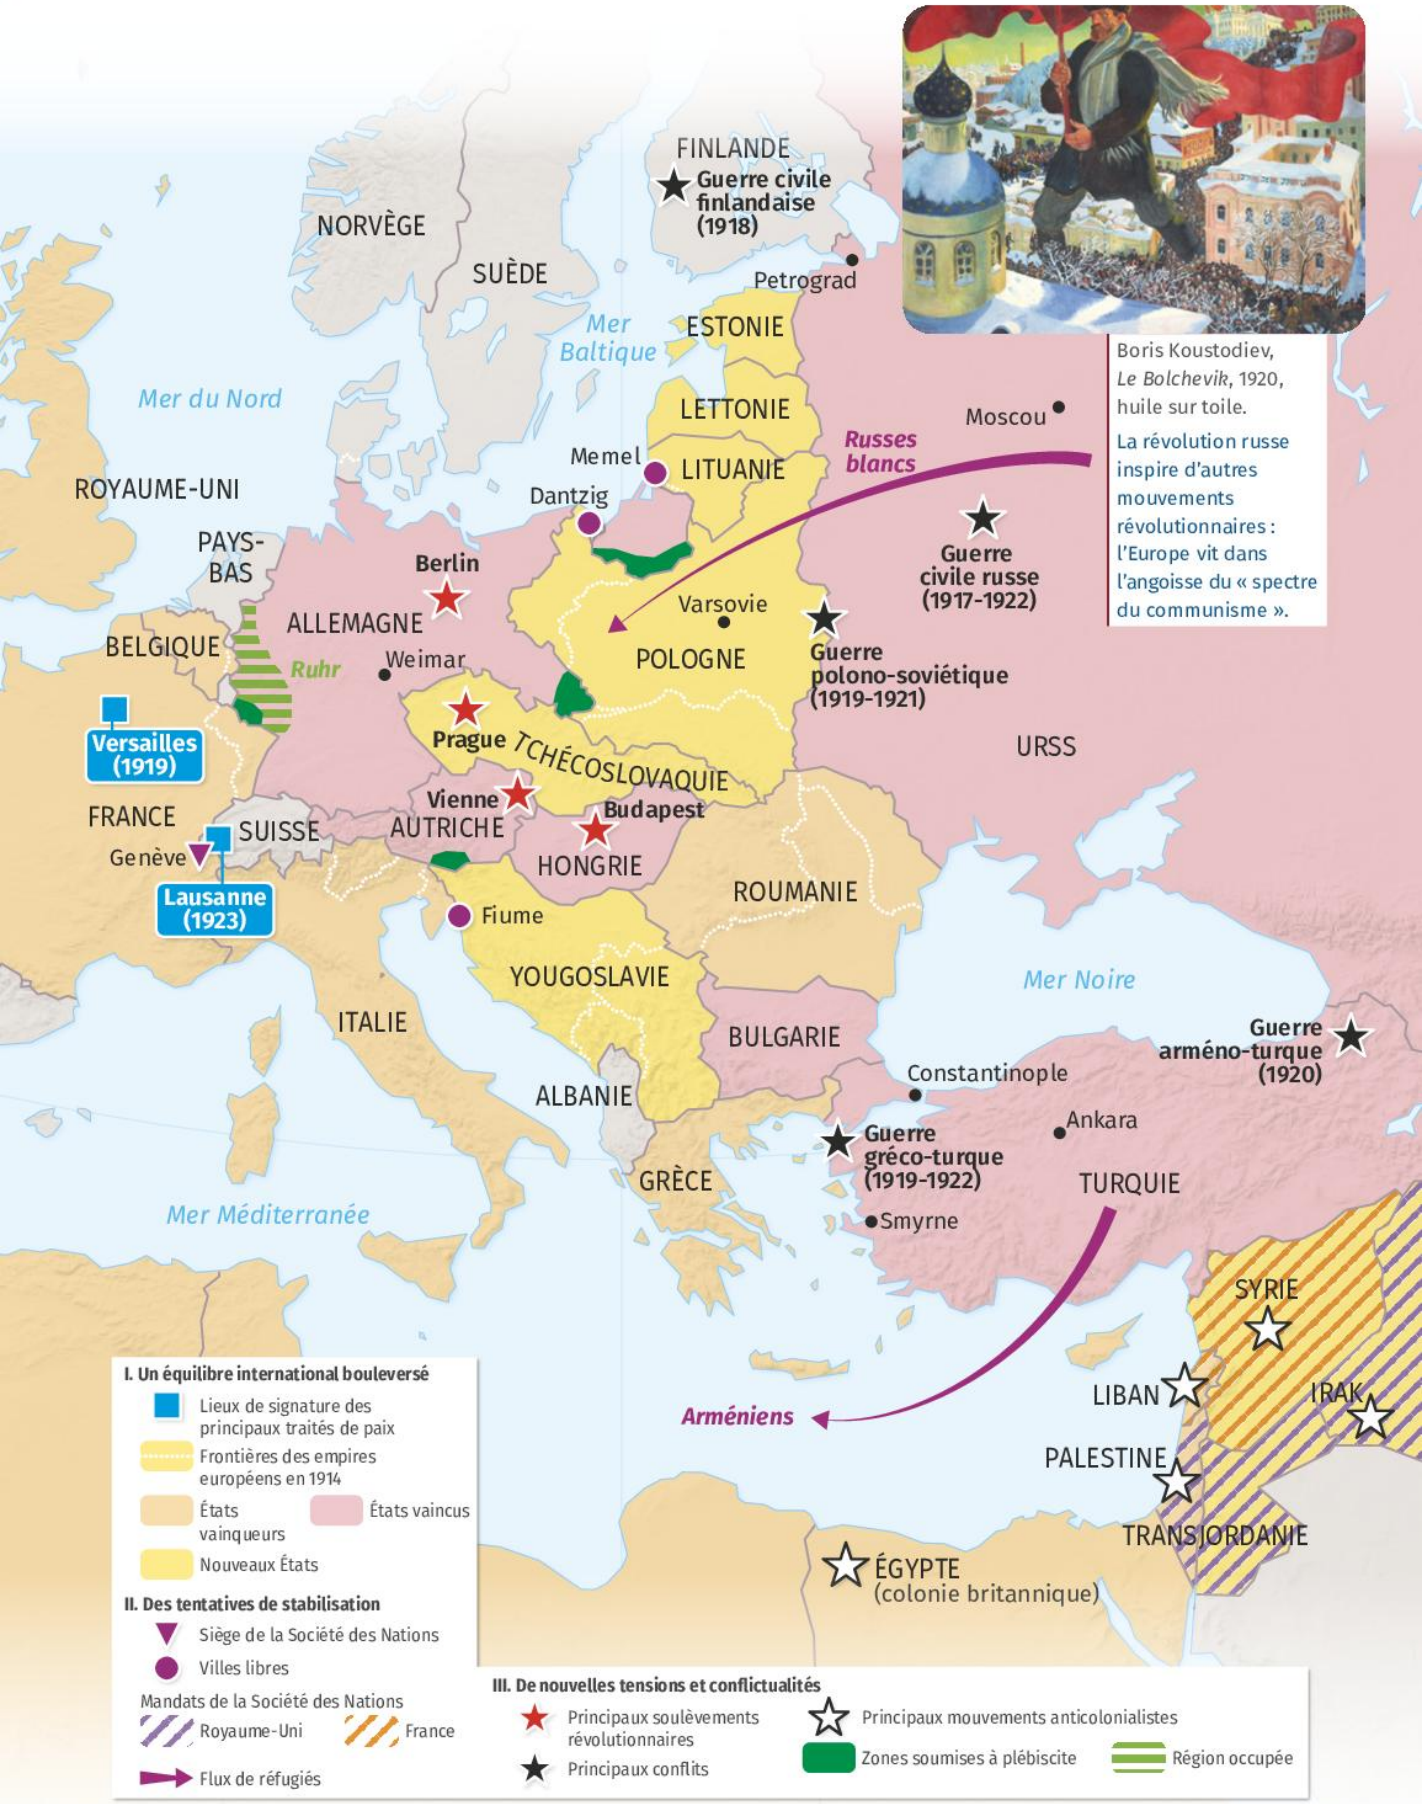 FINLANDE
Guerre civile
finlandaise
(1918)
NORVÈGE
SUÈDE
Petrograd
Mer
Baltique
ESTONIE
Boris Koustodiev,
Le Bolchevik, 1920,
huile sur toile.
La révolution russe
inspire d'autres
mouvements
révolutionnaires :
l'Europe vit dans
l'angoisse du « spectre
du communisme ».
Mer du Nord
LETTONIE
Moscou
Russes
blancs
Memel
LITUANIE
ROYAUME-UNI
Dantzig
PAYS-
BAS
Berlin
Guerre
civile russe
(1917-1922)
ALLEMAGNE
Varsovie
BELGIQUE
Ruhr
Weimar
POLOGNE
Guerre
polono-soviétique
(1919-1921)
Versailles
(1919)
Prague
TCHÉCOSLOVAQUIE
URSS
Vienne
Budapest
FRANCE
SUISSE
AUTRICHE
Genève
HONGRIE
Lausanne
(1923)
ROUMANIE
Fiume
YOUGOSLAVIE
Mer Noire
ITALIE
BULGARIE
Guerre
arméno-turque
(1920)
Constantinople
ALBANIE
Ankara
Guerre
gréco-turque
(1919-1922)
GRÈCE
TURQUIE
Mer Méditerranée
Smyrne
SYRIE
LIBAN
IRAK
Arméniens
PALESTINE
TRANSJORDANIE
ÉGYPTE
(colonie britannique)
I. Un équilibre international bouleversé
Lieux de signature des
principaux traités de paix
Frontières des empires
européens en 1914
États
vainqueurs
États vaincus
Nouveaux États
II. Des tentatives de stabilisation
Siège de la Société des Nations
Villes libres
Mandats de la Société des Nations
Royaume-Uni
France
Flux de réfugiés
III. De nouvelles tensions et conflictualités
Principaux soulèvements
révolutionnaires
Principaux conflits
Principaux mouvements anticolonialistes
Zones soumises à plébiscite
Région occupée